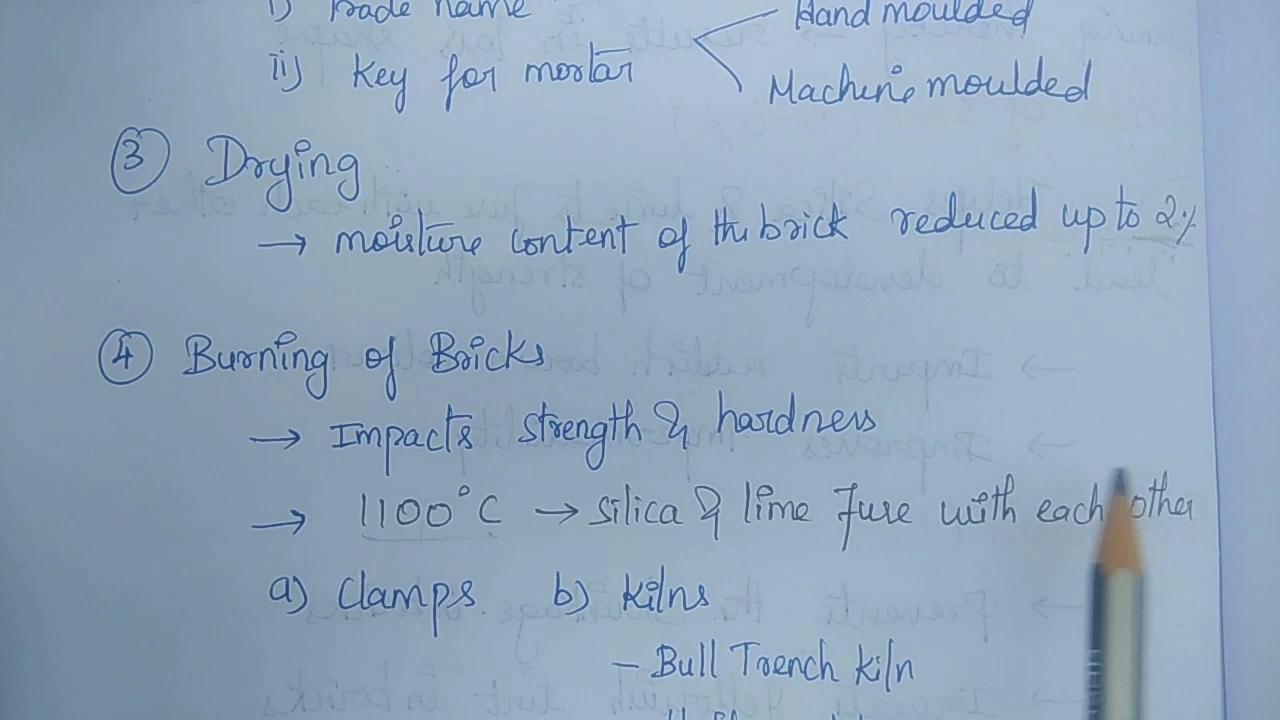 i) Trade name
Hand moulded
ii) Key for mortar
Machine moulded
③ Drying
→ moisture content of the brick reduced up to 2%
④ Burning of Bricks
→ Impacts strength & hardness
→ 1100°C → silica & lime fuse with each other
a) Clamps b) Kilns
- Bull Trench kiln